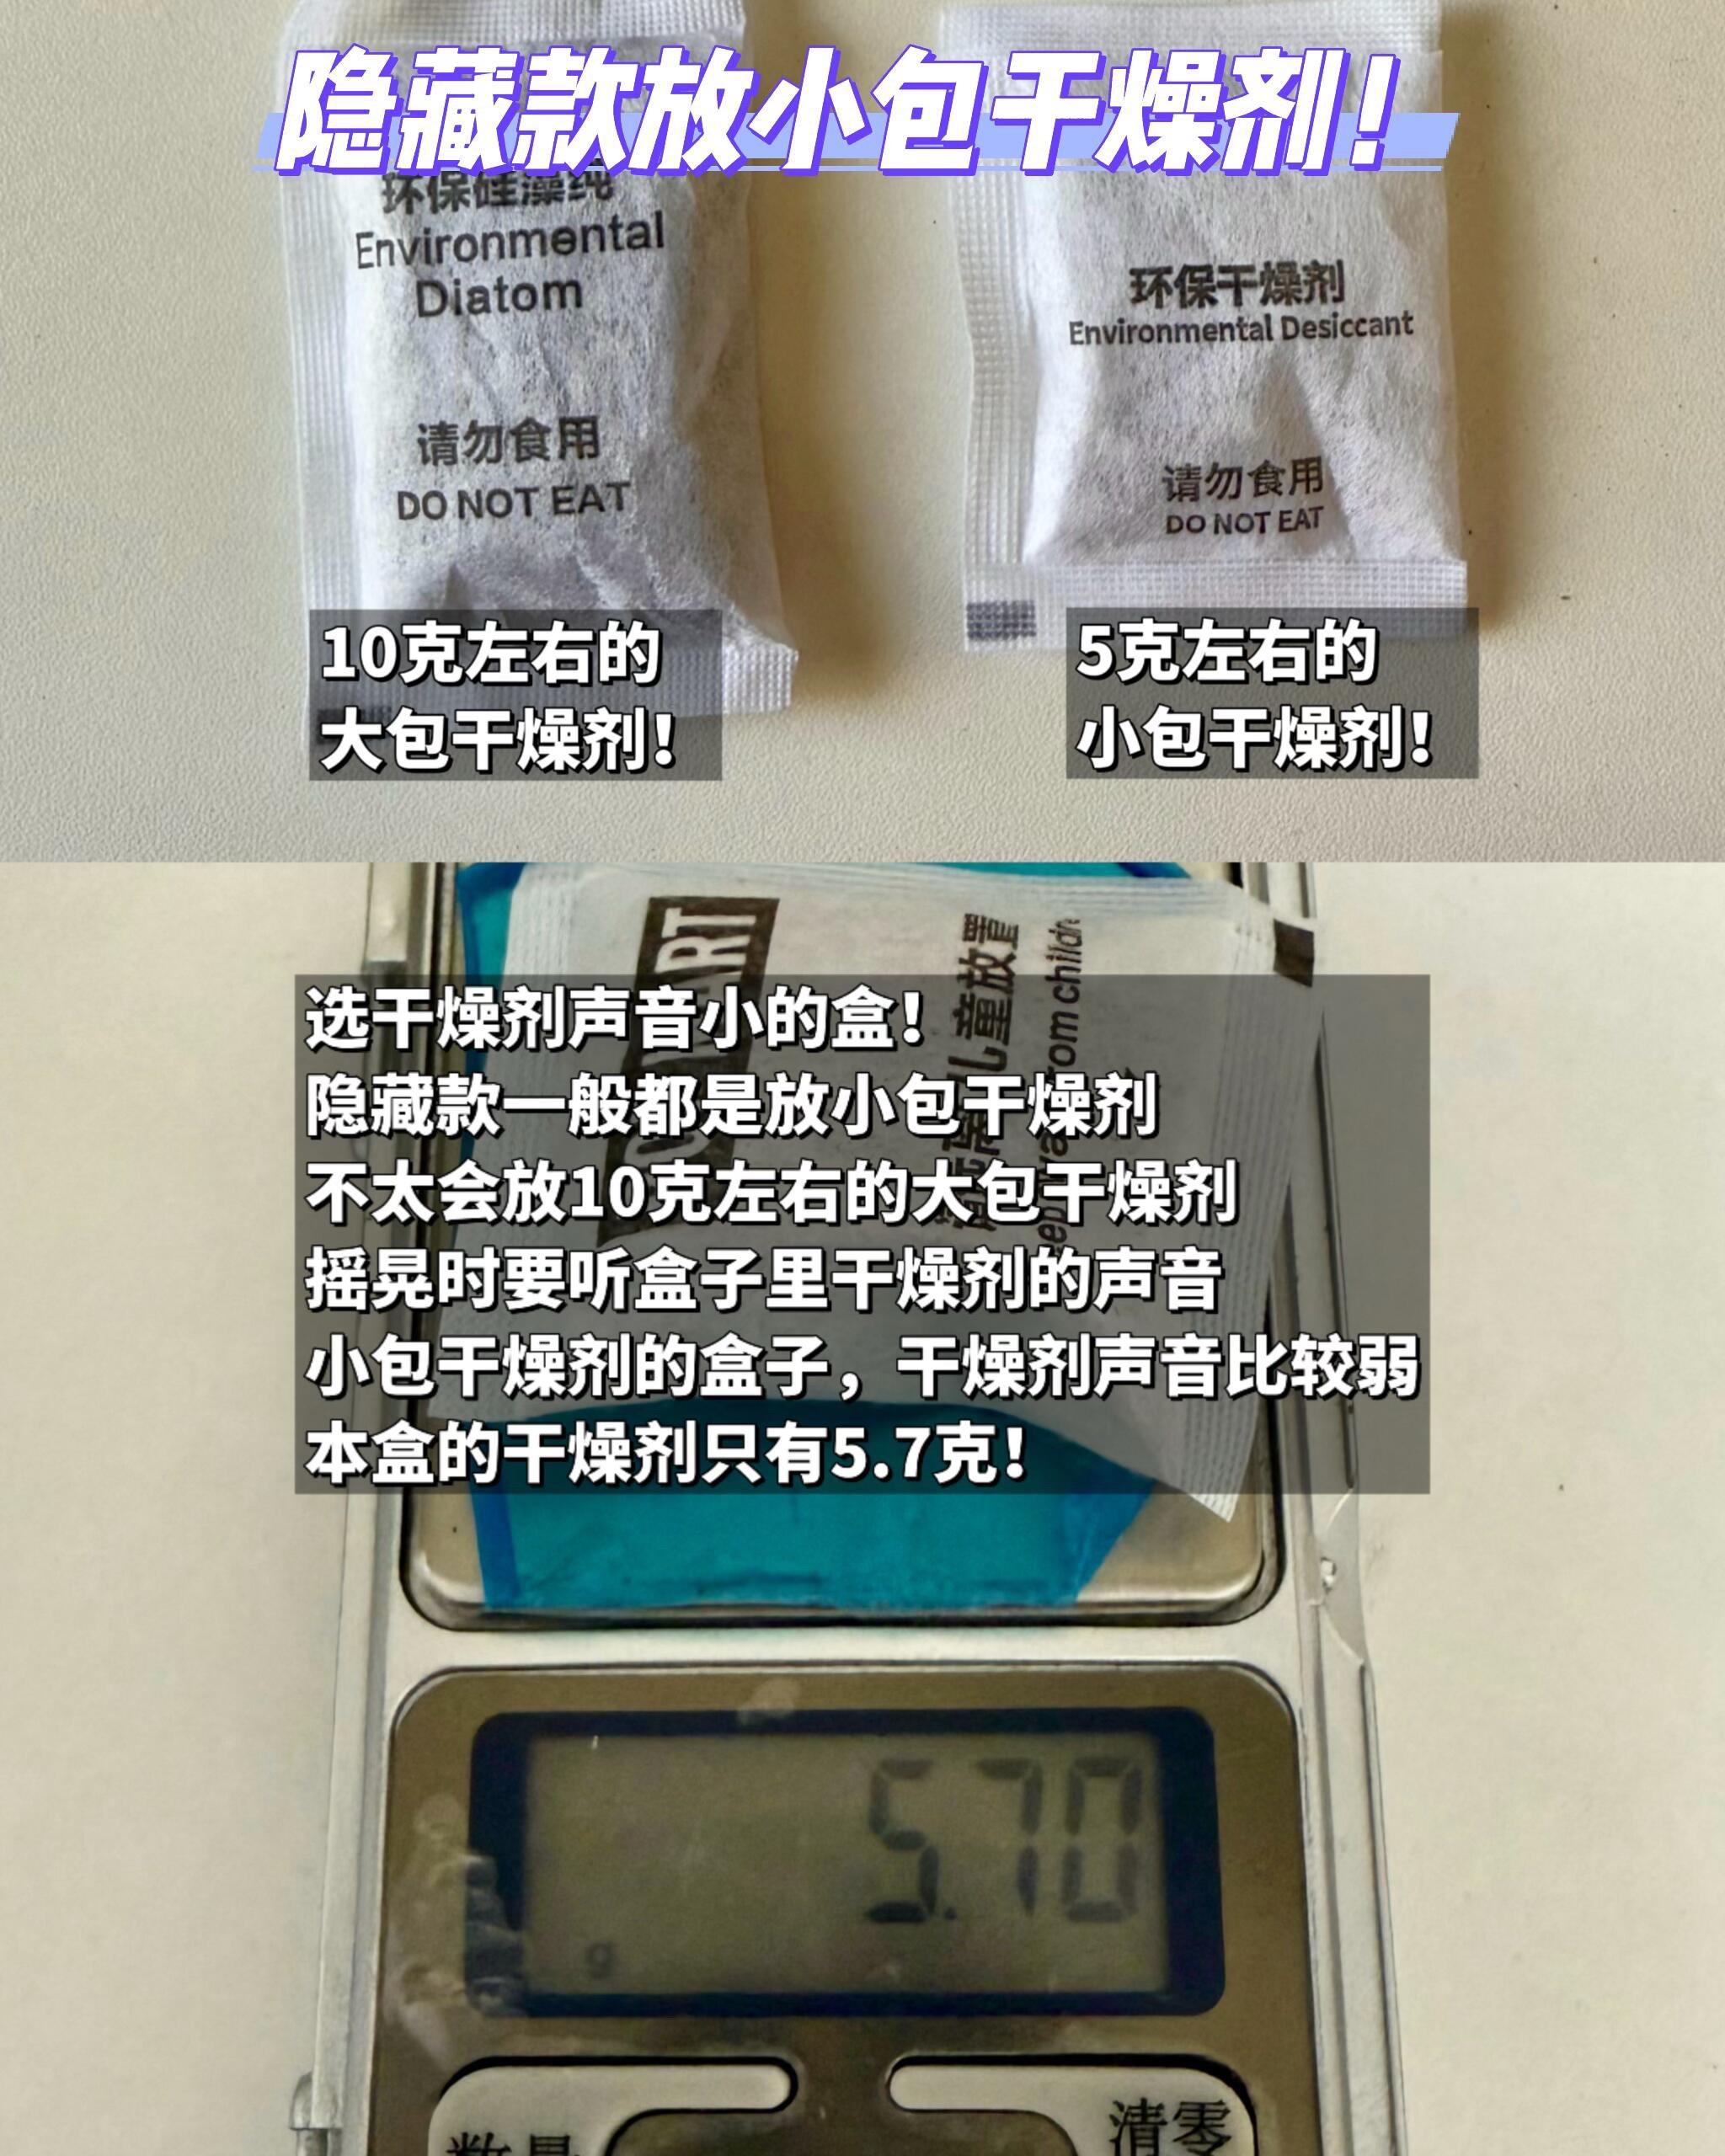 隐藏款放小包干燥剂！
环保硅藻纯
Environmental
Diatom
请勿食用
DO NOT EAT
环保干燥剂
Environmental Desiccant
请勿食用
DO NOT EAT
10克左右的
大包干燥剂！
5克左右的
小包干燥剂！
儿童放置
from childr
选干燥剂声音小的盒！
隐藏款一般都是放小包干燥剂
不太会放10克左右的大包干燥剂
摇晃时要听盒子里干燥剂的声音
小包干燥剂的盒子，干燥剂声音比较弱
本盒的干燥剂只有5.7克！
5.70
g
清零